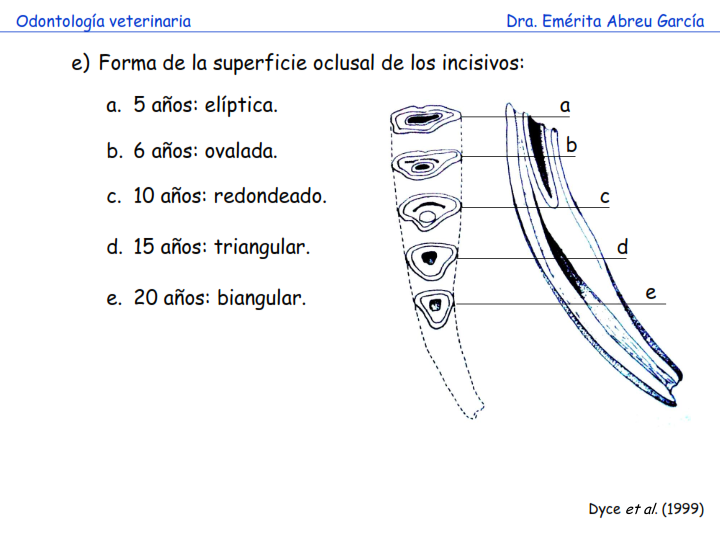 Odontología veterinaria
Dra. Emérita Abreu García
e) Forma de la superficie oclusal de los incisivos:
a. 5 años: elíptica.
b. 6 años: ovalada.
c. 10 años: redondeado.
d. 15 años: triangular.
e. 20 años: biangular.
a
b
c
d
e
Dyce et al. (1999)